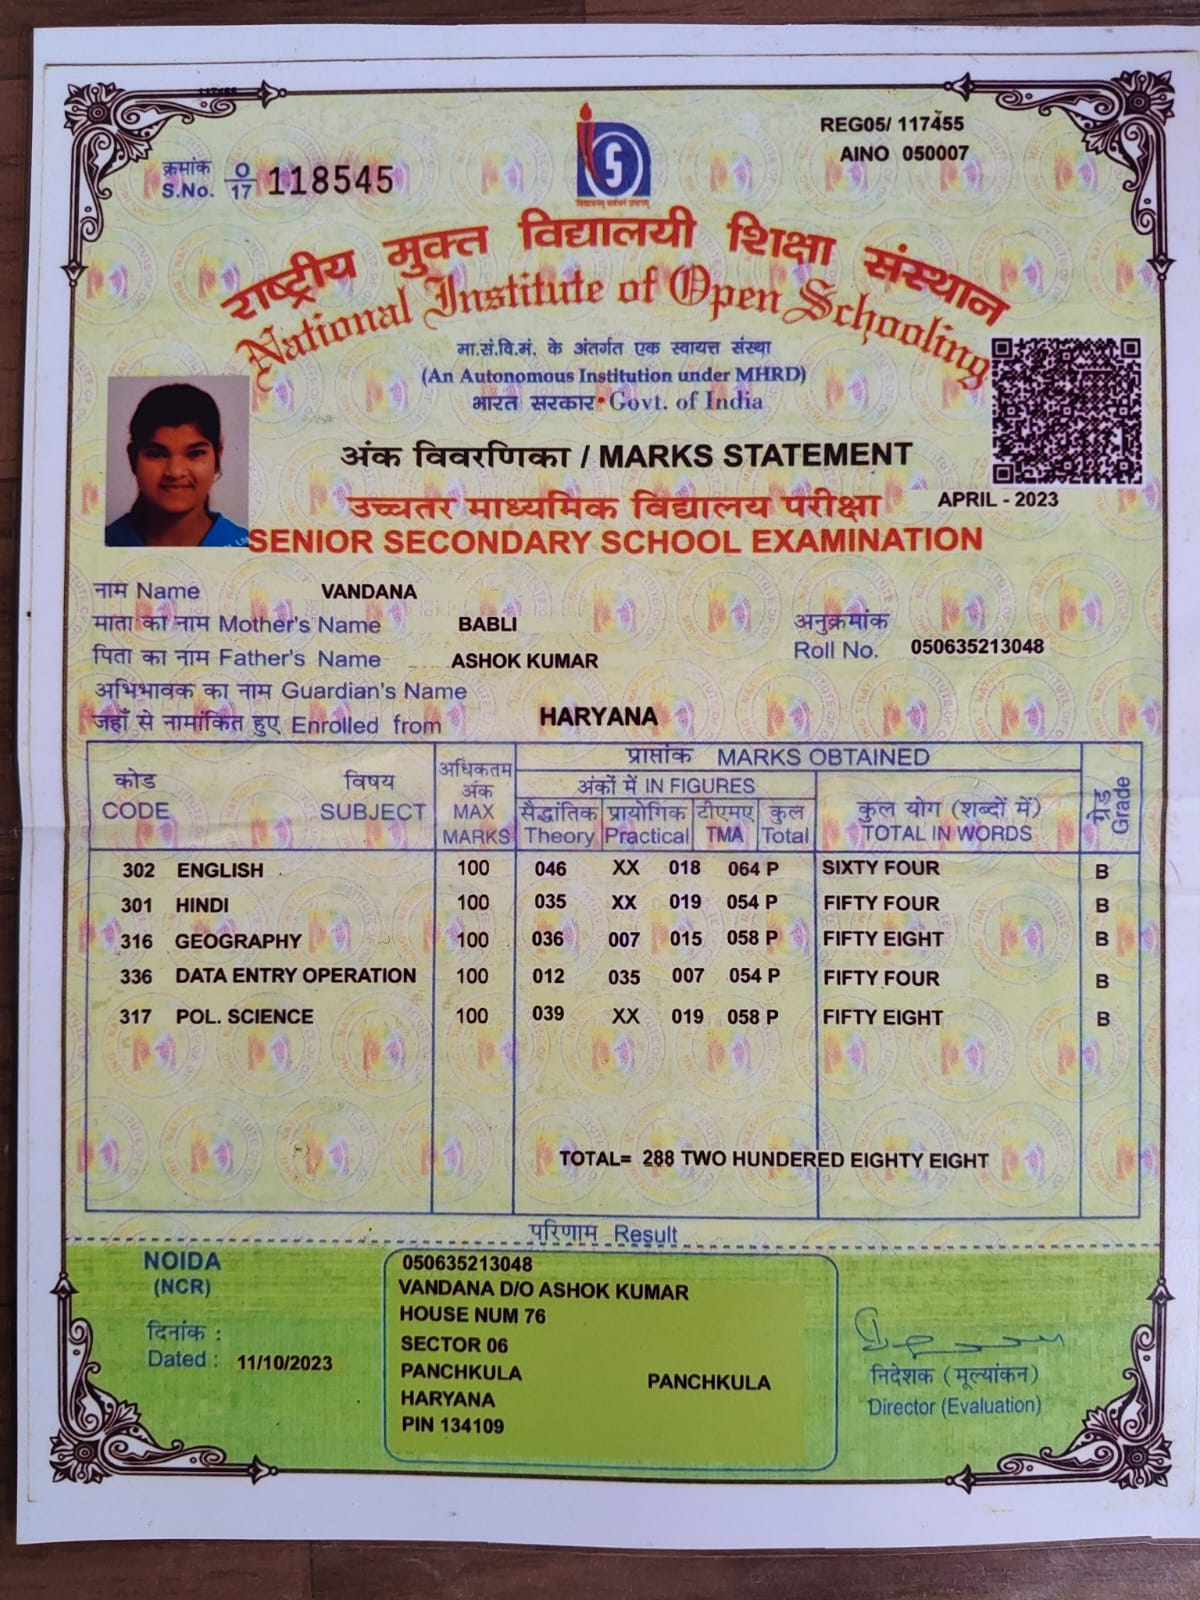 REG05/ 117455
AINO 050007
क्रमांक
S.No. O/17 118545
राष्ट्रीय मुक्त विद्यालयी शिक्षा संस्थान
National Institute of Open Schooling
मा.सं.वि.मं. के अंतर्गत एक स्वायत्त संस्था
(An Autonomous Institution under MHRD)
भारत सरकार•Govt. of India
अंक विवरणिका / MARKS STATEMENT
उच्चतर माध्यमिक विद्यालय परीक्षा APRIL - 2023
SENIOR SECONDARY SCHOOL EXAMINATION
नाम Name VANDANA
माता का नाम Mother's Name BABLI
अनुक्रमांक
Roll No. 050635213048
पिता का नाम Father's Name ASHOK KUMAR
अभिभावक का नाम Guardian's Name
जहाँ से नामांकित हुए Enrolled from HARYANA
कोड
CODE
विषय
SUBJECT
अधिकतम
अंक
MAX
MARKS
प्राप्तांक MARKS OBTAINED
अंकों में IN FIGURES
सैद्धांतिक प्रायोगिक टीएमए कुल
Theory Practical TMA Total
कुल योग (शब्दों में)
TOTAL IN WORDS
ग्रेड
Grade
302 ENGLISH 100 046 XX 018 064 P SIXTY FOUR B
301 HINDI 100 035 XX 019 054 P FIFTY FOUR B
316 GEOGRAPHY 100 036 007 015 058 P FIFTY EIGHT B
336 DATA ENTRY OPERATION 100 012 035 007 054 P FIFTY FOUR B
317 POL. SCIENCE 100 039 XX 019 058 P FIFTY EIGHT B
TOTAL= 288 TWO HUNDERED EIGHTY EIGHT
परिणाम Result
NOIDA
(NCR)
दिनांक :
Dated : 11/10/2023
050635213048
VANDANA D/O ASHOK KUMAR
HOUSE NUM 76
SECTOR 06
PANCHKULA PANCHKULA
HARYANA
PIN 134109
निदेशक (मूल्यांकन)
Director (Evaluation)